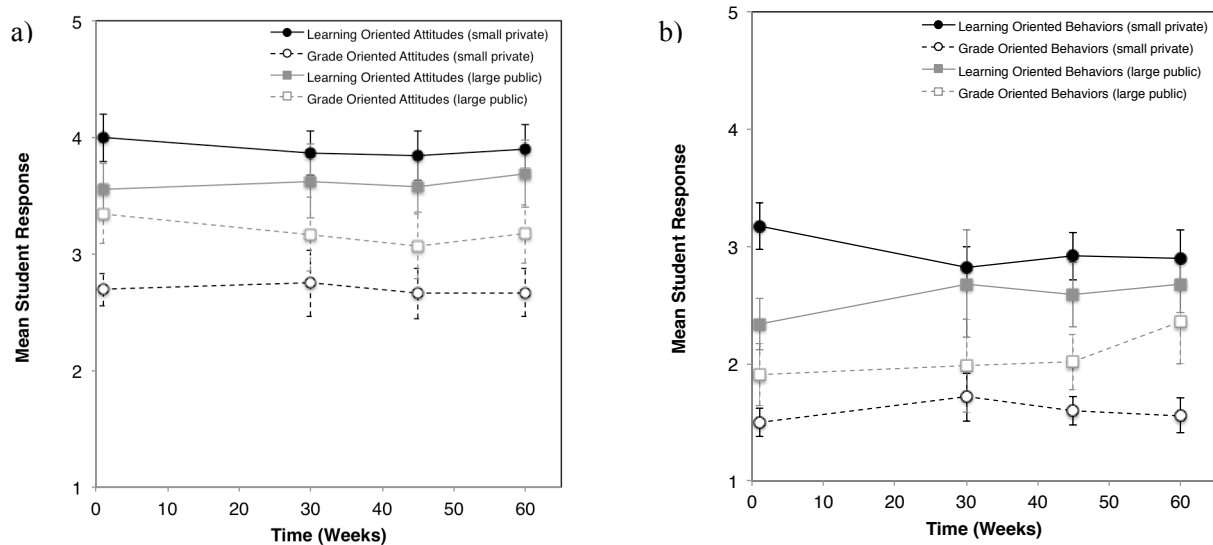 a)
5
4
3
2
1
Mean Student Response
Learning Oriented Attitudes (small private)
Grade Oriented Attitudes (small private)
Learning Oriented Attitudes (large public)
Grade Oriented Attitudes (large public)
0 10 20 30 40 50 60
Time (Weeks)
b)
5
4
3
2
1
Mean Student Response
Learning Oriented Behaviors (small private)
Grade Oriented Behaviors (small private)
Learning Oriented Behaviors (large public)
Grade Oriented Behaviors (large public)
0 10 20 30 40 50 60
Time (Weeks)